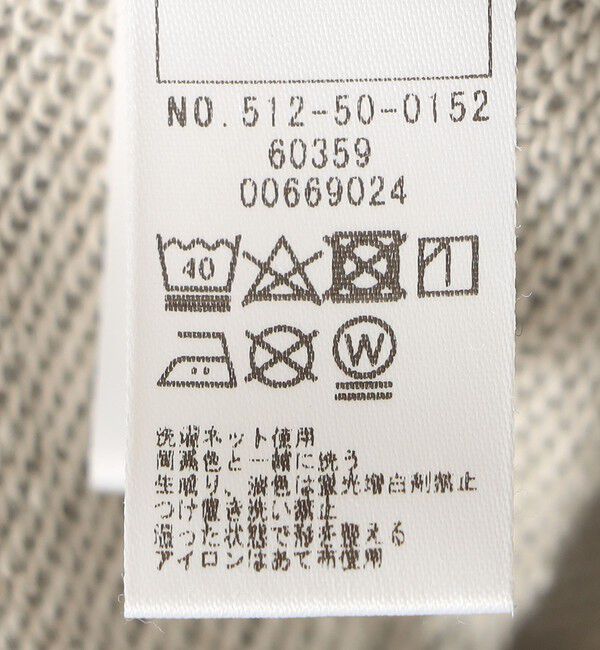 NO.512-50-0152
60359
00669024
40
W
洗濯ネット使用
同濃色と一緒に洗う
生成り、淡色は蛍光増白剤禁止
つけ置き洗い禁止
湿った状態で形を整える
アイロンはあて布使用